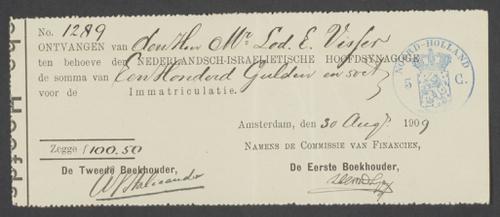 No. 1289
ONTVANGEN van den Heer Mr. Lod. E. Visser
ten behoeve der NEDERLANDSCH-ISRAELIETISCHE HOOFDSYNAGOGE
de somma van Een Honderd Gulden en 50 ct
voor de Immatriculatie.
NOORD-HOLLAND
5 C.
Amsterdam, den 30 Aug. 1909
Zegge f 100.50
NAMENS DE COMMISSIE VAN FINANCIEN,
De Tweede Boekhouder,
De Eerste Boekhouder,